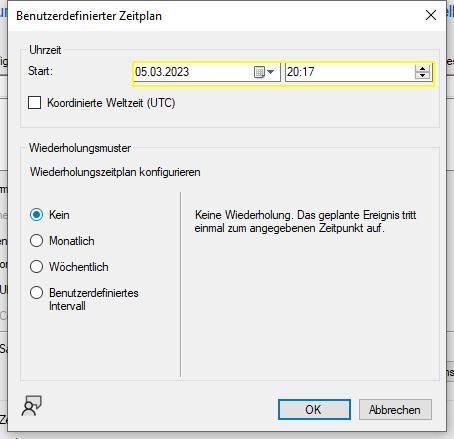 Benutzerdefinierter Zeitplan
Uhrzeit
Start:
05.03.2023
20:17
Koordinierte Weltzeit (UTC)
Wiederholungsmuster
Wiederholungszeitplan konfigurieren
Kein
Monatlich
Wöchentlich
Benutzerdefiniertes
Intervall
Keine Wiederholung. Das geplante Ereignis tritt
einmal zum angegebenen Zeitpunkt auf.
OK
Abbrechen